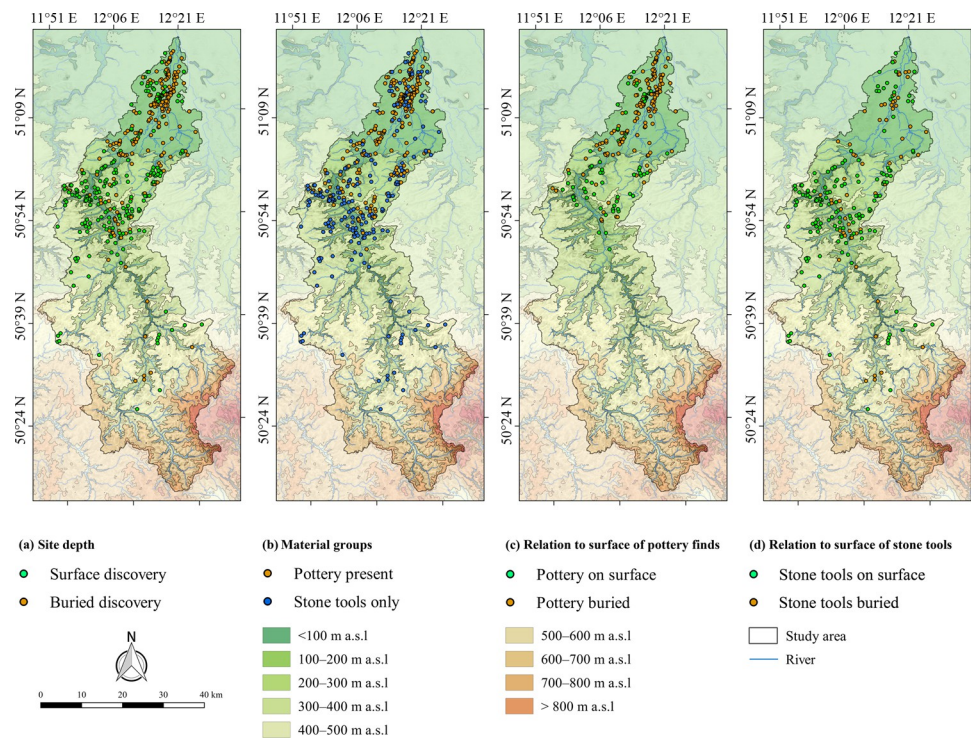 11°51 E 12°06 E 12°21 E
11°51 E 12°06 E 12°21 E
11°51 E 12°06 E 12°21 E
11°51 E 12°06 E 12°21 E
51°09 N
50°54 N
50°39 N
50°24 N
51°09 N
50°54 N
50°39 N
50°24 N
51°09 N
50°54 N
50°39 N
50°24 N
51°09 N
50°54 N
50°39 N
50°24 N
(a) Site depth
Surface discovery
Buried discovery
N
0 10 20 30 40 km
(b) Material groups
Pottery present
Stone tools only
<100 m a.s.l
100–200 m a.s.l
200–300 m a.s.l
300–400 m a.s.l
400–500 m a.s.l
(c) Relation to surface of pottery finds
Pottery on surface
Pottery buried
500–600 m a.s.l
600–700 m a.s.l
700–800 m a.s.l
> 800 m a.s.l
(d) Relation to surface of stone tools
Stone tools on surface
Stone tools buried
Study area
River